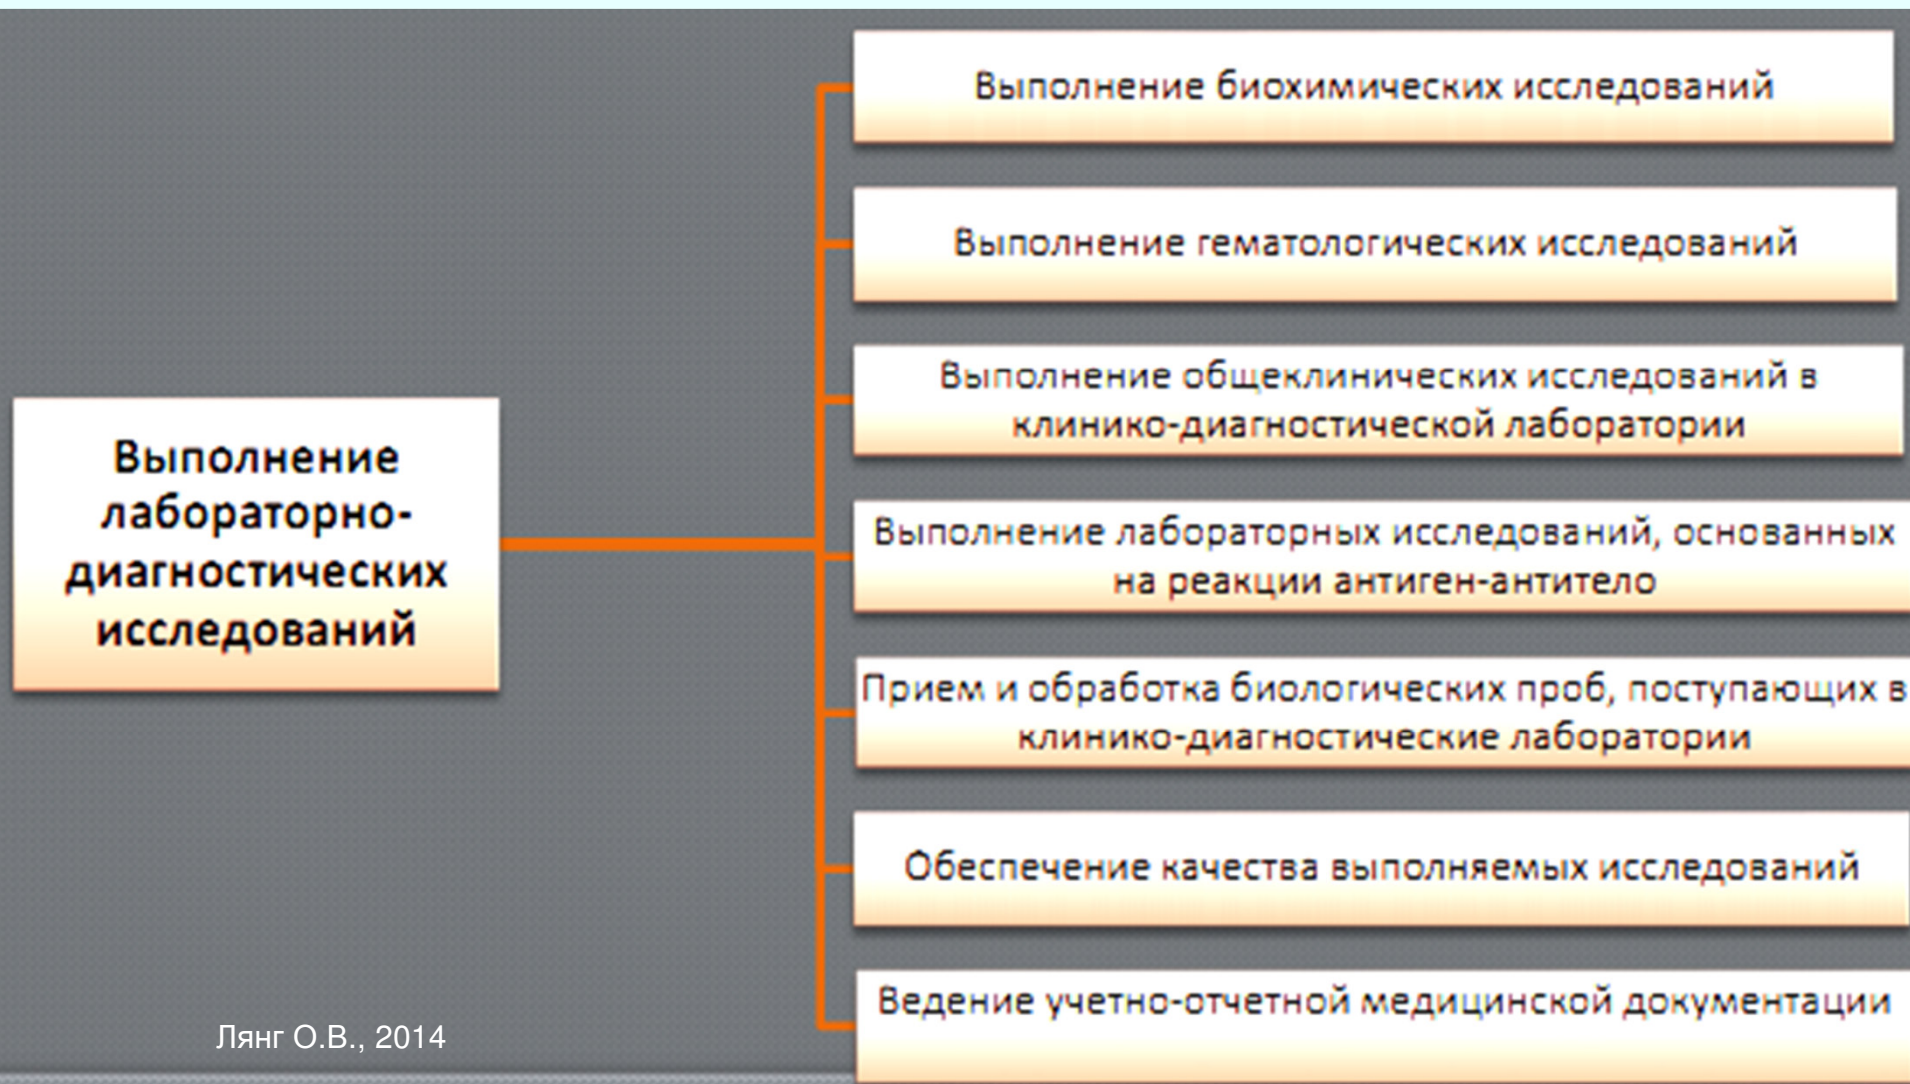 Выполнение
лабораторно-
диагностических
исследований
Выполнение биохимических исследований
Выполнение гематологических исследований
Выполнение общеклинических исследований в
клинико-диагностической лаборатории
Выполнение лабораторных исследований, основанных
на реакции антиген-антитело
Прием и обработка биологических проб, поступающих в
клинико-диагностические лаборатории
Обеспечение качества выполняемых исследований
Ведение учетно-отчетной медицинской документации
Лянг О.В., 2014